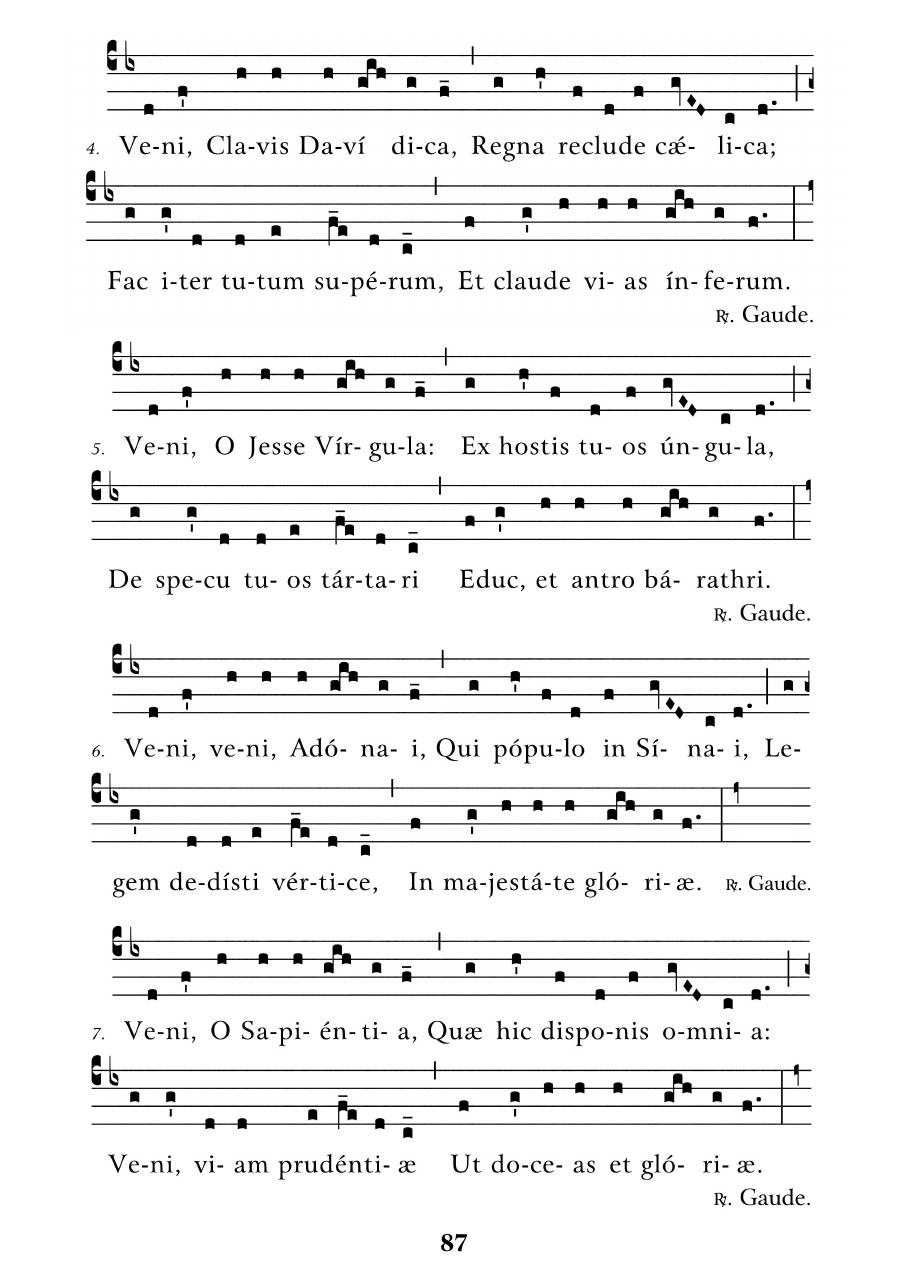 4. Ve-ni, Cla-vis Da-ví di-ca, Regna reclude cǽ- li-ca;
Fac i-ter tu-tum su-pé-rum, Et claude vi- as ín-fe-rum.
℟. Gaude.
5. Ve-ni, O Jesse Vír-gu-la: Ex hostis tu-os ún-gu-la,
De spe-cu tu-os tár-ta-ri Educ, et antro bá- rathri.
℟. Gaude.
6. Ve-ni, ve-ni, Adó-na- i, Qui pópu-lo in Sí- na-i, Le-
gem de-dísti vér-ti-ce, In ma-jestá-te gló- ri-æ. ℟. Gaude.
7. Ve-ni, O Sa-pi- én-ti- a, Quæ hic dispo-nis o-mni- a:
Ve-ni, vi-am prudénti-æ Ut do-ce-as et gló- ri-æ.
℟. Gaude.
87